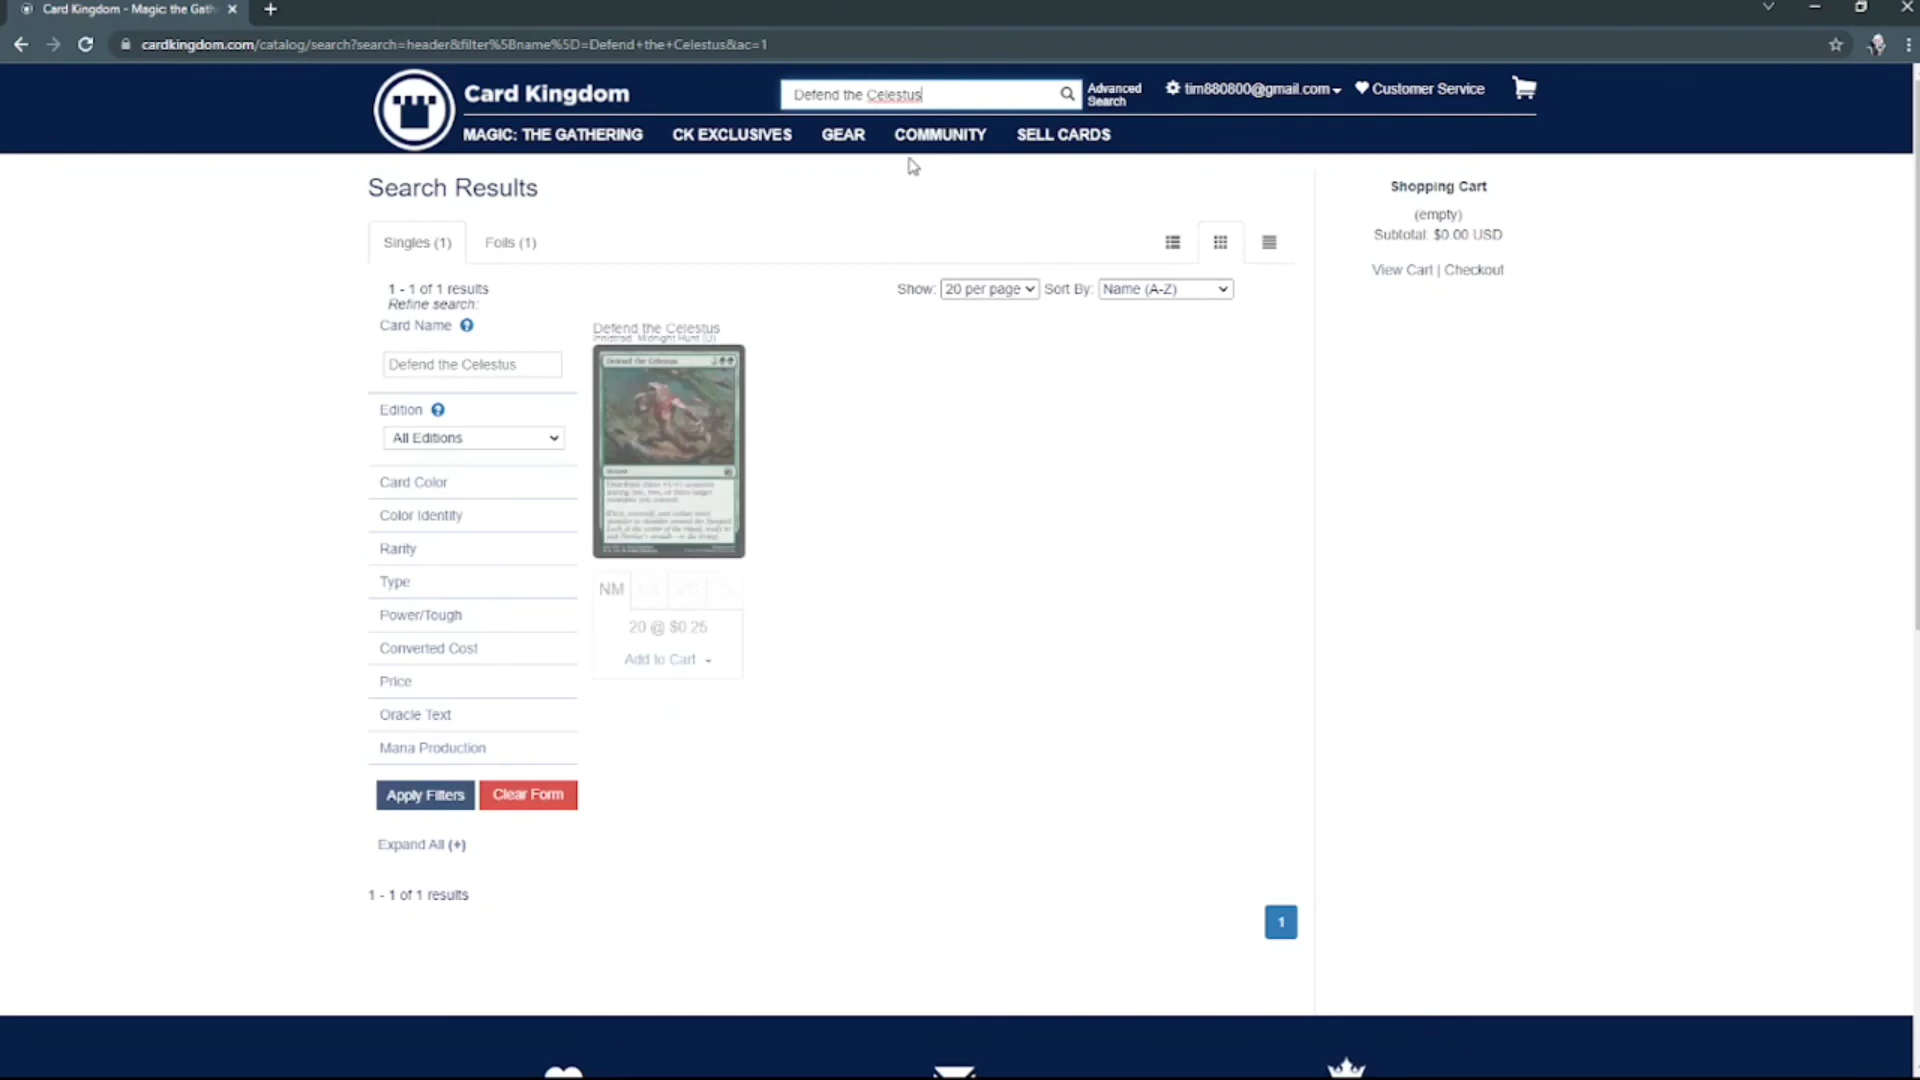 Card Kingdom - Magic: the Gath
cardkingdom.com/catalog/search?search=header&filter%5Bname%5D=Defend+the+Celestus&ac=1
Card Kingdom
Defend the Celestus
Advanced
Search
tim880800@gmail.com
Customer Service
MAGIC: THE GATHERING
CK EXCLUSIVES
GEAR
COMMUNITY
SELL CARDS
Search Results
Singles (1)
Foils (1)
1 - 1 of 1 results
Refine search:
Show:
20 per page
Sort By:
Name (A-Z)
Card Name
Defend the Celestus
Edition
All Editions
Card Color
Color Identity
Rarity
Type
Power/Tough
Converted Cost
Price
Oracle Text
Mana Production
Apply Filters
Clear Form
Expand All (+)
1 - 1 of 1 results
Defend the Celestus
Innistrad: Midnight Hunt (U)
Defend the Celestus
NM
20 @ $0.25
Add to Cart
1
Shopping Cart
(empty)
Subtotal: $0.00 USD
View Cart | Checkout